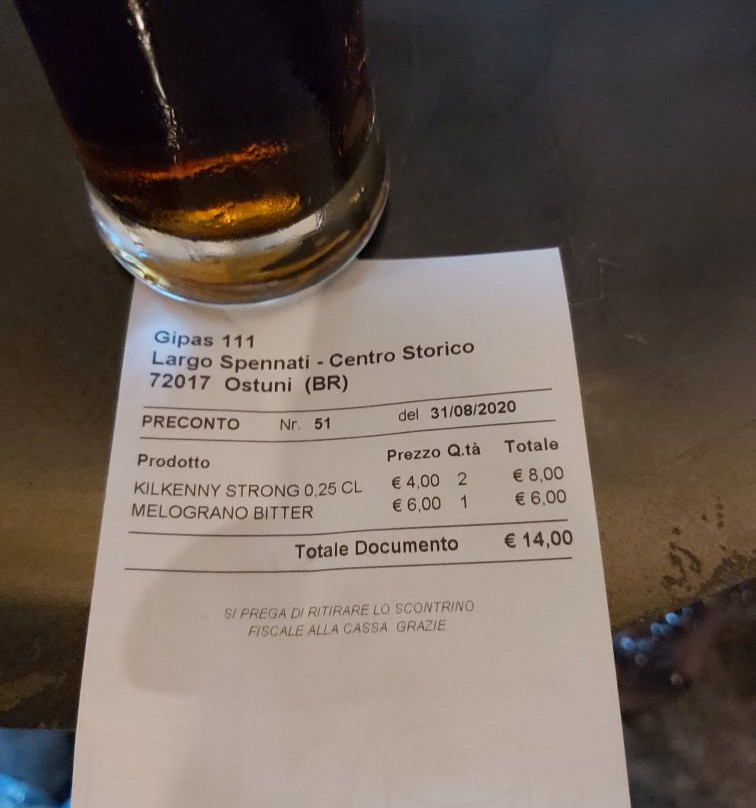 Gipas 111
Largo Spennati - Centro Storico
72017 Ostuni (BR)
PRECONTO Nr. 51 del 31/08/2020
Prodotto Prezzo Q.tà Totale
KILKENNY STRONG 0,25 CL € 4,00 2 € 8,00
MELOGRANO BITTER € 6,00 1 € 6,00
Totale Documento € 14,00
SI PREGA DI RITIRARE LO SCONTRINO
FISCALE ALLA CASSA GRAZIE